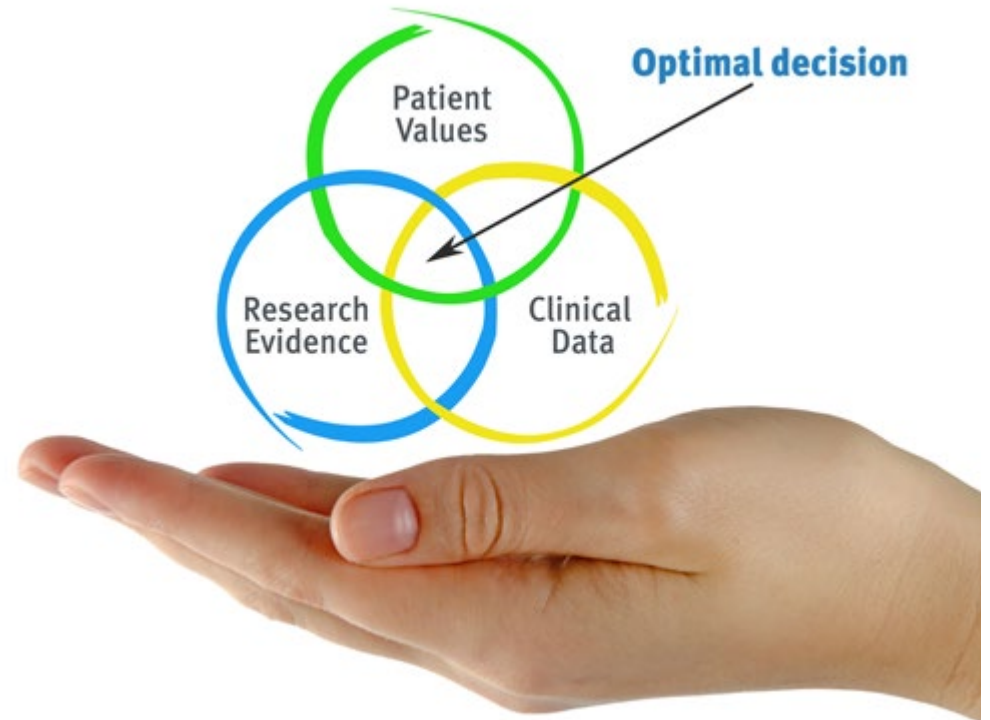 Optimal decision
Patient
Values
Research
Evidence
Clinical
Data